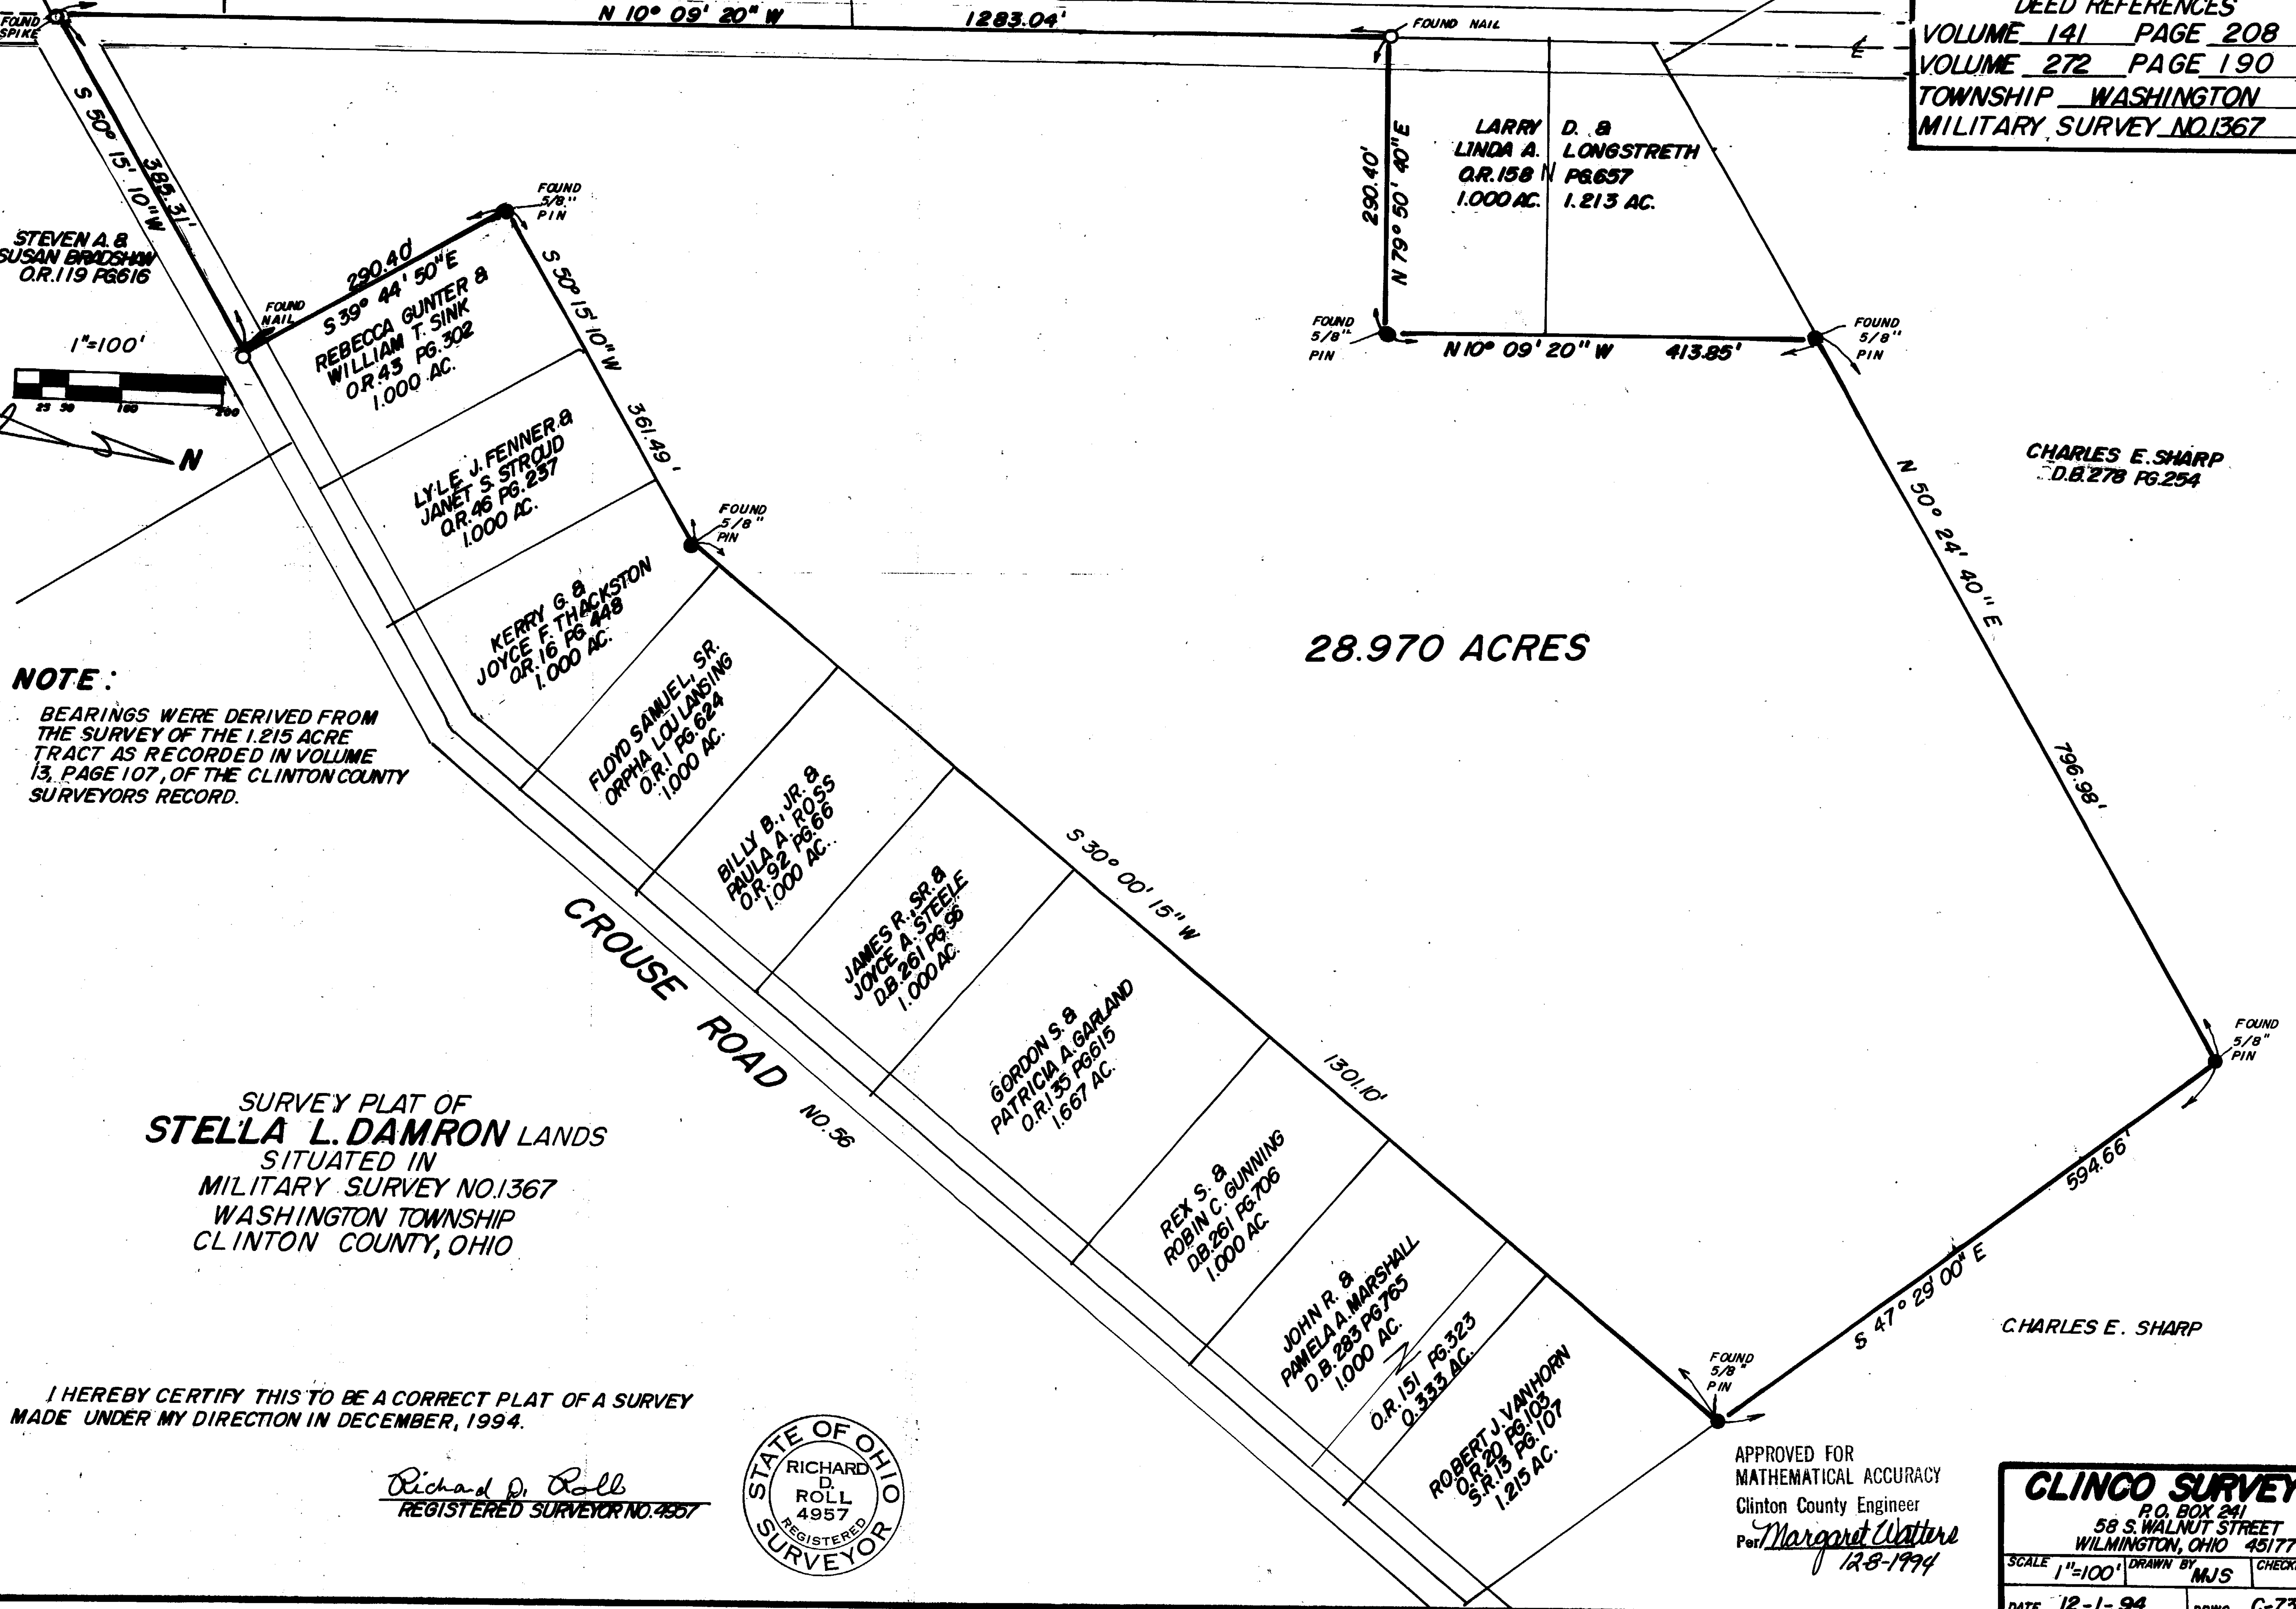 N 10° 09' 20" W 1283.04'
FOUND
SPIKE
FOUND NAIL
DEED REFERENCES
VOLUME 141 PAGE 208
VOLUME 272 PAGE 190
TOWNSHIP WASHINGTON
MILITARY SURVEY NO.1367
S 50° 15' 10" W
385.31'
STEVEN A. &
SUSAN BRADSHAW
O.R.119 PG616
1"=100'
25 50 100 200
N
FOUND
NAIL
290.40'
S 39° 44' 50" E
FOUND
5/8"
PIN
REBECCA GUNTER &
WILLIAM T. SINK
O.R.43 PG.302
1.000 AC.
S 50° 15' 10" W
361.49'
LYLE J. FENNER &
JANET S. STROUD
O.R.46 PG.237
1.000 AC.
FOUND
5/8"
PIN
KERRY G. &
JOYCE F. THACKSTON
O.R.16 PG.448
1.000 AC.
290.40'
N 79° 50' 40" E
LARRY D. &
LINDA A. LONGSTRETH
O.R.158 PG.657
1.000 AC. 1.213 AC.
FOUND
5/8"
PIN
N 10° 09' 20" W 413.85'
FOUND
5/8"
PIN
CHARLES E. SHARP
D.B.278 PG.254
N 50° 24' 40" E
796.98'
28.970 ACRES
NOTE:
BEARINGS WERE DERIVED FROM
THE SURVEY OF THE 1.215 ACRE
TRACT AS RECORDED IN VOLUME
13, PAGE 107, OF THE CLINTON COUNTY
SURVEYORS RECORD.
FLOYD SAMUEL, SR.
ORPHA LOU LANSING
O.R.1 PG.624
1.000 AC.
BILLY B., JR. &
PAULA A. ROSS
O.R.92 PG.66
1.000 AC.
JAMES R., SR. &
JOYCE A. STEELE
D.B.261 PG.96
1.000 AC.
S 30° 00' 15" W
1301.10'
GORDON S. &
PATRICIA A. GARLAND
O.R.135 PG615
1.667 AC.
REX S. &
ROBIN C. GUNNING
D.B.261 PG.706
1.000 AC.
JOHN R. &
PAMELA A. MARSHALL
D.B.283 PG.765
1.000 AC.
O.R.151 PG.323
0.333 AC.
ROBERT J. VANHORN
O.R.20 PG.103
S.R.13 PG.107
1.215 AC.
CROUSE ROAD NO. 56
FOUND
5/8"
PIN
594.66'
S 47° 29' 00" E
CHARLES E. SHARP
FOUND
5/8"
PIN
SURVEY PLAT OF
STELLA L. DAMRON LANDS
SITUATED IN
MILITARY SURVEY NO.1367
WASHINGTON TOWNSHIP
CLINTON COUNTY, OHIO
I HEREBY CERTIFY THIS TO BE A CORRECT PLAT OF A SURVEY
MADE UNDER MY DIRECTION IN DECEMBER, 1994.
Richard D. Roll
REGISTERED SURVEYOR NO. 4957
STATE OF OHIO
RICHARD
D.
ROLL
4957
REGISTERED
SURVEYOR
APPROVED FOR
MATHEMATICAL ACCURACY
Clinton County Engineer
Per Margaret Watters
12-8-1994
CLINCO SURVEY
P.O. BOX 241
58 S. WALNUT STREET
WILMINGTON, OHIO 45177
SCALE 1"=100' DRAWN BY MJS
DATE 12-1-94